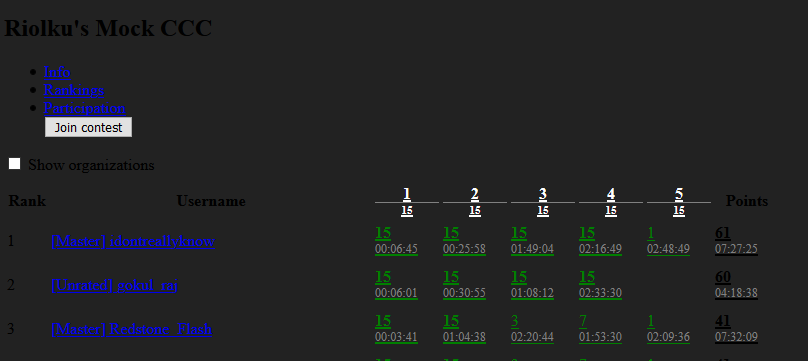 Riolku's Mock CCC
Info
Rankings
Participation
Join contest
Show organizations
Rank Username 1 2 3 4 5 Points
15 15 15 15 15
1 [Master] 15 15 15 15 1 61
00:06:45 00:25:58 01:49:04 02:16:49 02:48:49 07:27:25
2 [Unrated] 15 15 15 15 60
00:06:01 00:30:55 01:08:12 02:33:30 04:18:38
3 [Master] 15 15 3 7 1 41
00:03:41 01:04:38 02:20:44 01:53:30 02:09:36 07:32:09